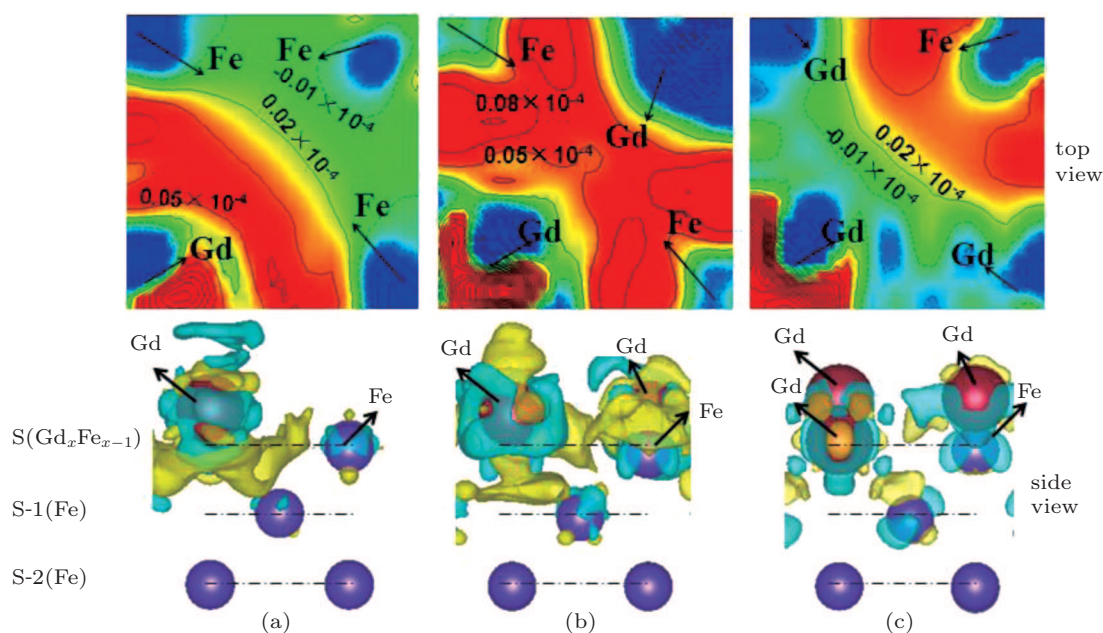 Fe
Fe
-0.01 × 10-4
0.02 × 10-4
0.05 × 10-4
Fe
Gd
0.08 × 10-4
0.05 × 10-4
Gd
Fe
Gd
Fe
Gd
0.02 × 10-4
-0.01 × 10-4
Gd
Gd
top
view
Gd
Fe
Gd
Gd
Fe
Gd
Gd
Gd
Fe
S(GdxFex−1)
S-1(Fe)
S-2(Fe)
side
view
(a)
(b)
(c)